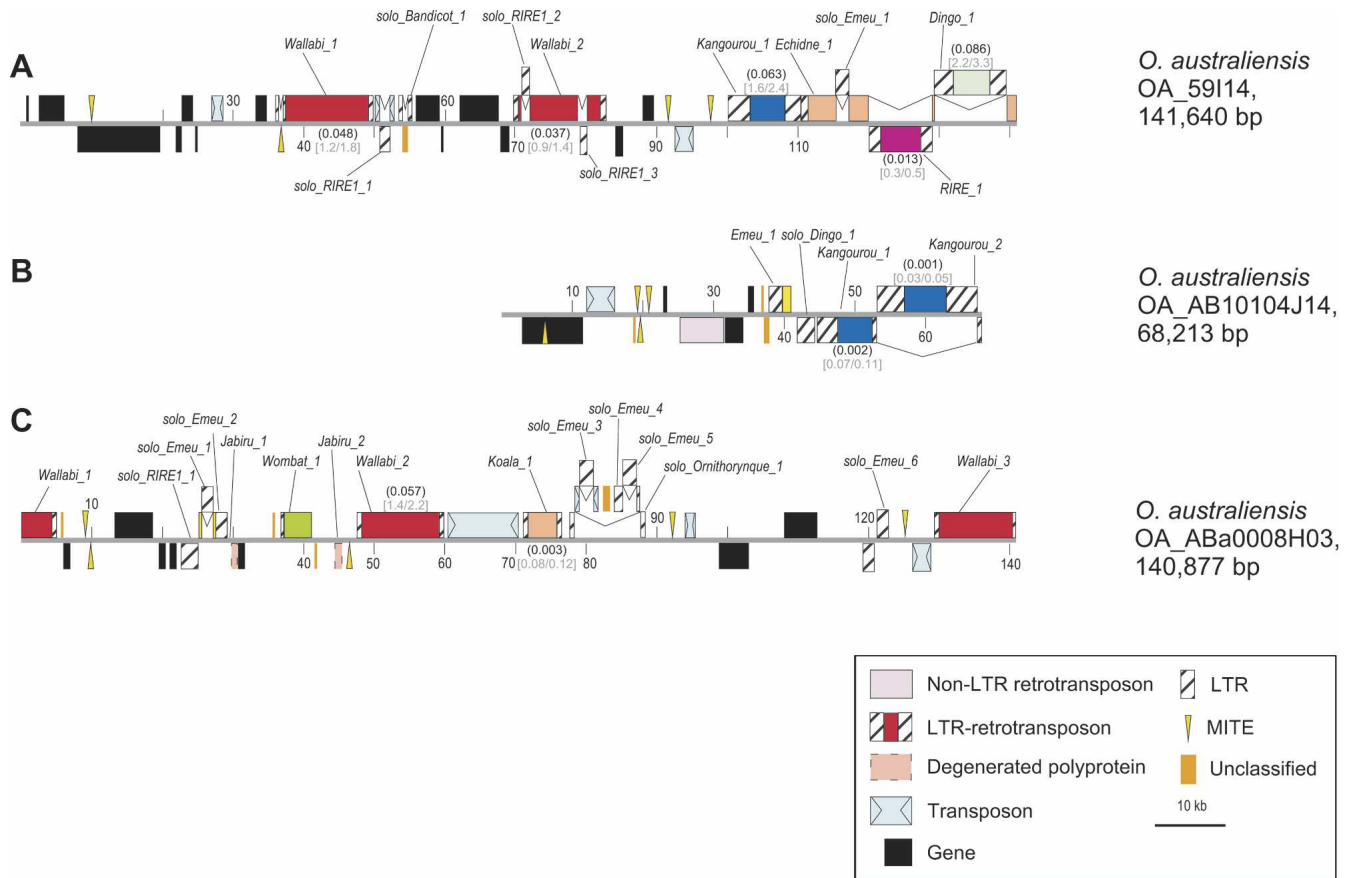 A
solo_Bandicot_1
solo_RIRE1_2
solo_Emeu_1
Dingo_1
Wallabi_1
Wallabi_2
Kangourou_1
Echidne_1
(0.086)
[2.2/3.3]
(0.063)
[1.6/2.4]
30
60
(0.048)
[1.2/1.8]
40
(0.037)
[0.9/1.4]
70
90
110
(0.013)
[0.3/0.5]
solo_RIRE1_1
solo_RIRE1_3
RIRE_1
O. australiensis
OA_59I14,
141,640 bp
B
Emeu_1
solo_Dingo_1
Kangourou_1
Kangourou_2
(0.001)
[0.03/0.05]
10
30
50
40
60
(0.002)
[0.07/0.11]
O. australiensis
OA_AB10104J14,
68,213 bp
C
solo_Emeu_2
solo_Emeu_1
solo_RIRE1_1
Jabiru_1
Jabiru_2
Wallabi_1
Wombat_1
Wallabi_2
Koala_1
solo_Emeu_3
solo_Emeu_4
solo_Emeu_5
solo_Ornithorynque_1
solo_Emeu_6
Wallabi_3
(0.057)
[1.4/2.2]
10
90
120
40
50
60
70
(0.003)
[0.08/0.12]
80
140
O. australiensis
OA_ABa0008H03,
140,877 bp
Non-LTR retrotransposon
LTR-retrotransposon
Degenerated polyprotein
Transposon
Gene
LTR
MITE
Unclassified
10 kb